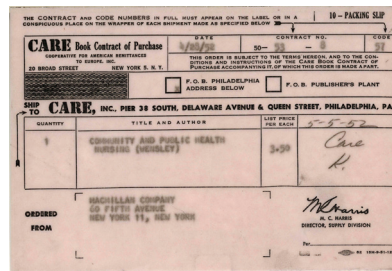 THE CONTRACT and CODE NUMBERS IN FULL MUST APPEAR ON THE LABEL OR IN A
CONSPICUOUS PLACE ON THE WRAPPER OF EACH SHIPMENT MADE AS SPECIFIED BELOW
10 – PACKING SLIP
CARE Book Contract of Purchase
COOPERATIVE FOR AMERICAN REMITTANCES
TO EUROPE, INC.
20 BROAD STREET NEW YORK 5, N. Y.
DATE
CONTRACT NO.
CODE
50— 53
THIS ORDER IS SUBJECT TO THE TERMS HEREON, AND TO THE CON-
DITIONS AND INSTRUCTIONS OF THE CARE BOOK CONTRACT OF
PURCHASE ACCOMPANYING IT, OF WHICH THIS ORDER IS MADE A PART.
F. O. B. PHILADELPHIA
ADDRESS BELOW
F. O. B. PUBLISHER'S PLANT
SHIP
TO CARE, INC., PIER 38 SOUTH, DELAWARE AVENUE & QUEEN STREET, PHILADELPHIA, PA
QUANTITY
TITLE AND AUTHOR
LIST PRICE
PER EACH
5-5-52
1
COMMUNITY AND PUBLIC HEALTH
NURSING (WENSLEY)
3.50
Care
K.
ORDERED
FROM
MACMILLAN COMPANY
60 FIFTH AVENUE
NEW YORK 11, NEW YORK
M. C. Harris
M. C. HARRIS
DIRECTOR, SUPPLY DIVISION
Per